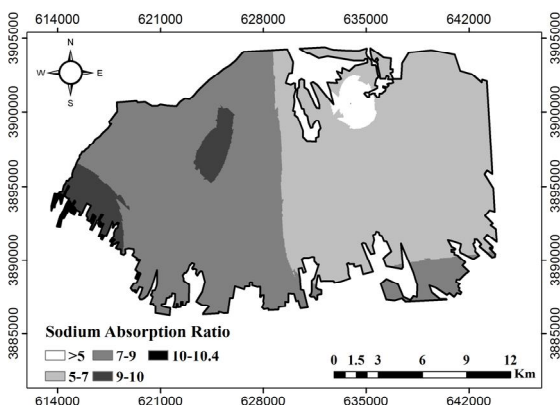 614000 621000 628000 635000 642000
3905000 3905000
N
W E
S
3900000 3900000
3895000 3895000
3890000 3890000
3885000 3885000
Sodium Absorption Ratio
>5 7-9 10-10.4
5-7 9-10
0 1.5 3 6 9 12
Km
614000 621000 628000 635000 642000